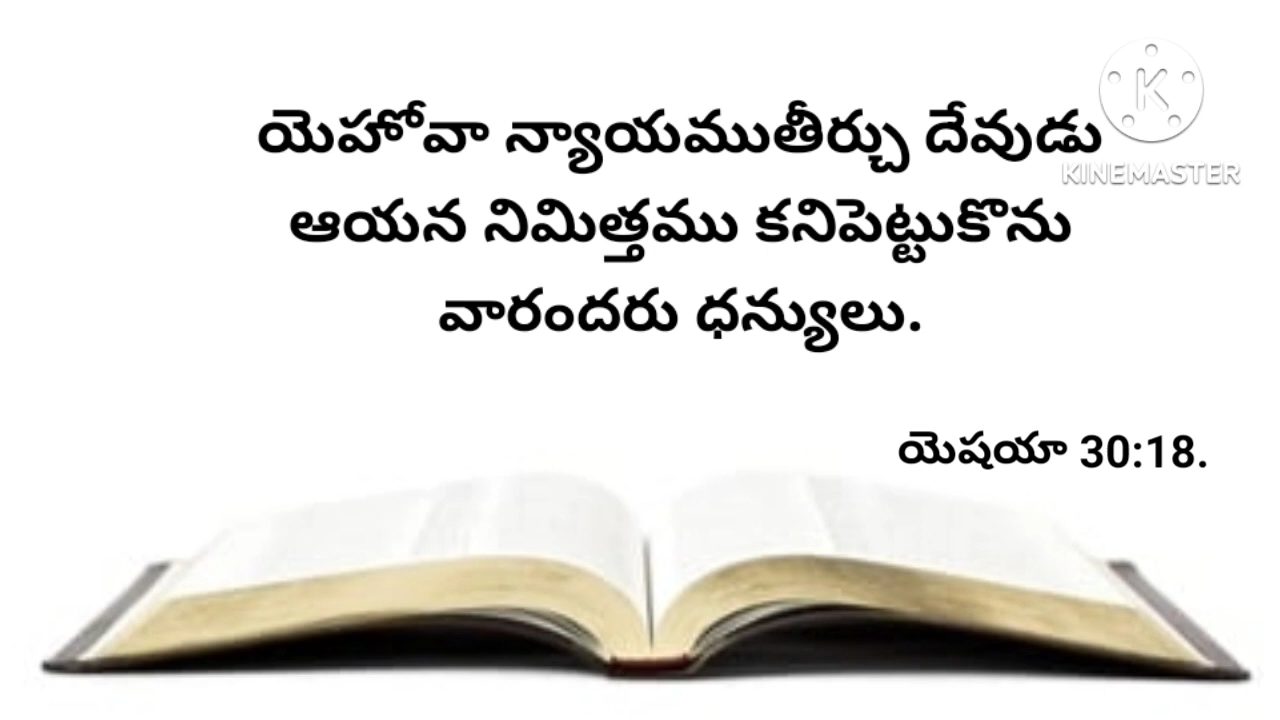 యెహోవా న్యాయముతీర్చు దేవుడు
ఆయన నిమిత్తము కనిపెట్టుకొను
వారందరు ధన్యులు.
యెషయా 30:18.
K
KINEMASTER